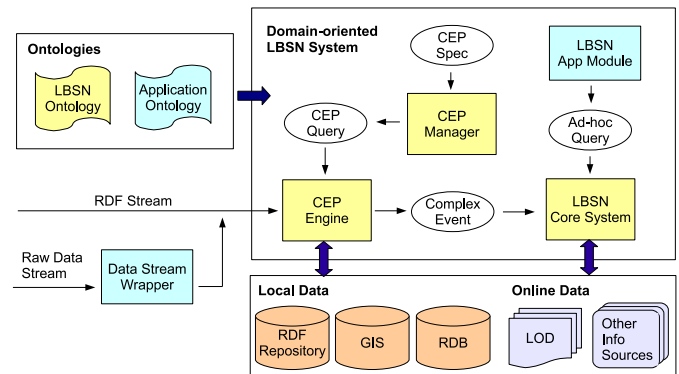 Ontologies
LBSN
Ontology
Application
Ontology
Domain-oriented
LBSN System
CEP
Spec
LBSN
App Module
CEP
Query
CEP
Manager
Ad-hoc
Query
RDF Stream
CEP
Engine
Complex
Event
LBSN
Core System
Raw Data
Stream
Data Stream
Wrapper
Local Data
Online Data
RDF
Repository
GIS
RDB
LOD
Other
Info
Sources